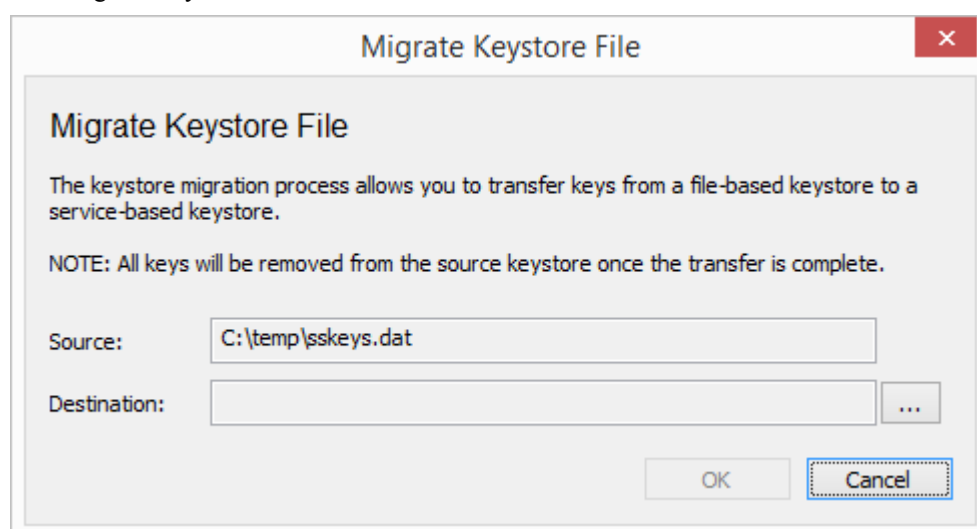 Migrate Keystore File
Migrate Keystore File
The keystore migration process allows you to transfer keys from a file-based keystore to a
service-based keystore.
NOTE: All keys will be removed from the source keystore once the transfer is complete.
Source: C:\temp\sskeys.dat
Destination: ...
OK Cancel